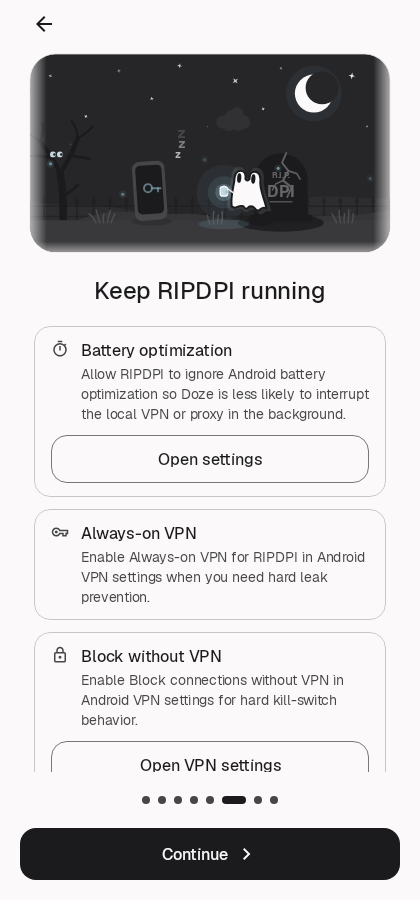 z
z
z
R.I.P.
DPI
Keep RIPDPI running
Battery optimization
Allow RIPDPI to ignore Android battery
optimization so Doze is less likely to interrupt
the local VPN or proxy in the background.
Open settings
Always-on VPN
Enable Always-on VPN for RIPDPI in Android
VPN settings when you need hard leak
prevention.
Block without VPN
Enable Block connections without VPN in
Android VPN settings for hard kill-switch
behavior.
Open VPN settings
Continue